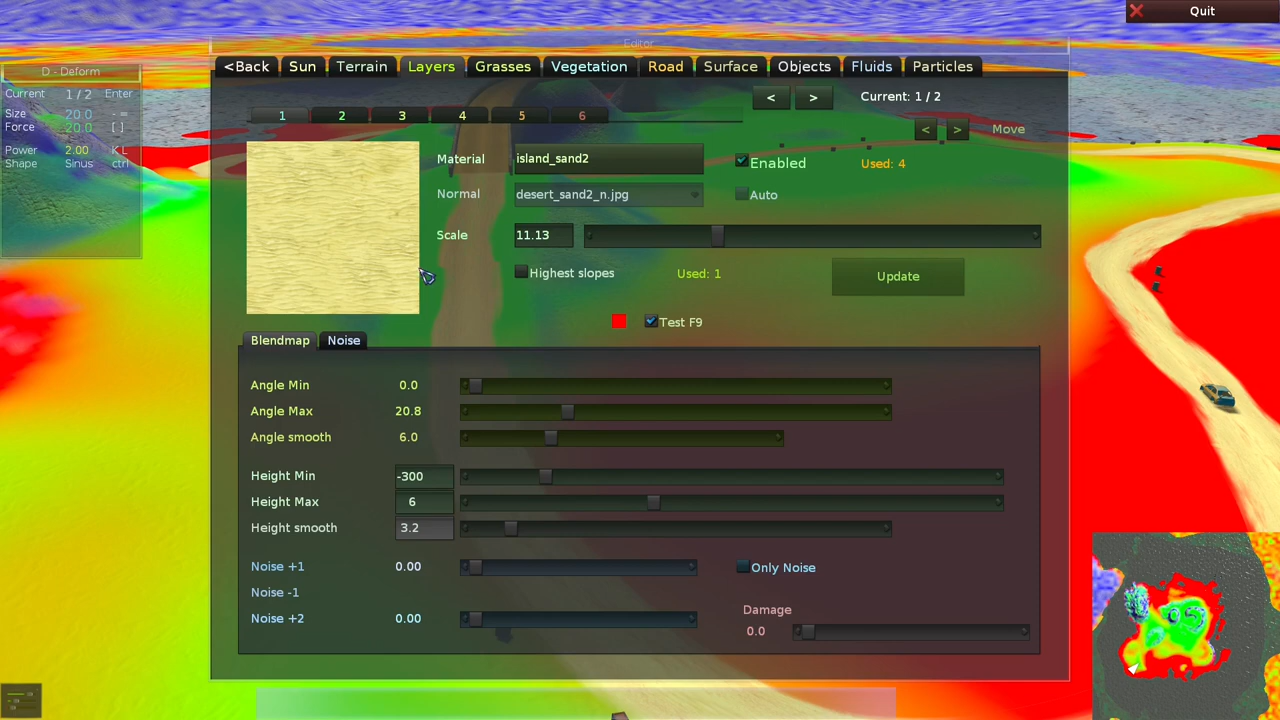 Quit
Editor
D - Deform
Current 1 / 2 Enter
Size 20.0 - =
Force 20.0 [ ]
Power 2.00 K L
Shape Sinus ctrl
<Back Sun Terrain Layers Grasses Vegetation Road Surface Objects Fluids Particles
< > Current: 1 / 2
1 2 3 4 5 6
< > Move
Material island_sand2 Enabled Used: 4
Normal desert_sand2_n.jpg Auto
Scale 11.13
Highest slopes Used: 1 Update
Test F9
Blendmap Noise
Angle Min 0.0
Angle Max 20.8
Angle smooth 6.0
Height Min -300
Height Max 6
Height smooth 3.2
Noise +1 0.00 Only Noise
Noise -1
Noise +2 0.00
Damage
0.0